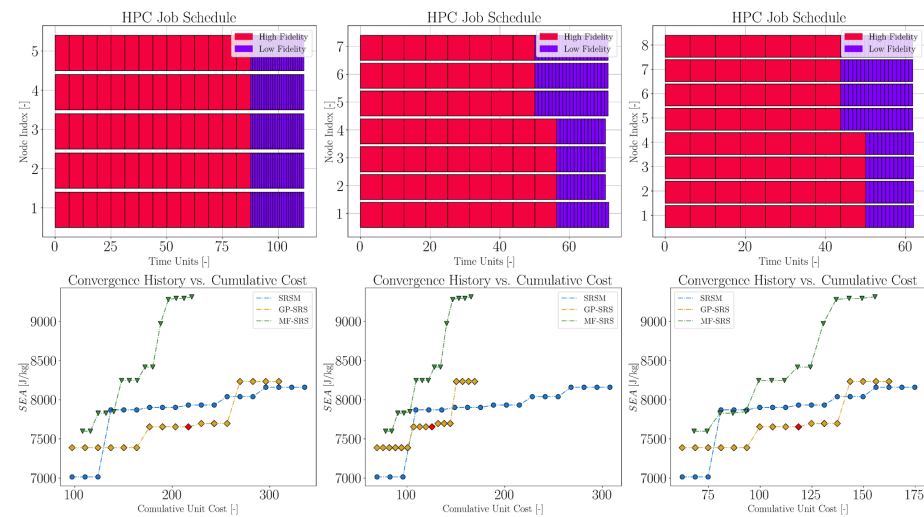 HPC Job Schedule
High Fidelity
Low Fidelity
Node Index [-]
5
4
3
2
1
0 25 50 75 100
Time Units [-]
HPC Job Schedule
High Fidelity
Low Fidelity
Node Index [-]
7
6
5
4
3
2
1
0 20 40 60
Time Units [-]
HPC Job Schedule
High Fidelity
Low Fidelity
Node Index [-]
8
7
6
5
4
3
2
1
0 20 40 60
Time Units [-]
Convergence History vs. Cumulative Cost
SRSM
GP-SRS
MF-SRS
SEA [J/kg]
9000
8500
8000
7500
7000
100 200 300
Comulative Unit Cost [-]
Convergence History vs. Cumulative Cost
SRSM
GP-SRS
MF-SRS
SEA [J/kg]
9000
8500
8000
7500
7000
100 200 300
Comulative Unit Cost [-]
Convergence History vs. Cumulative Cost
SRSM
GP-SRS
MF-SRS
SEA [J/kg]
9000
8500
8000
7500
7000
75 100 125 150 175
Comulative Unit Cost [-]